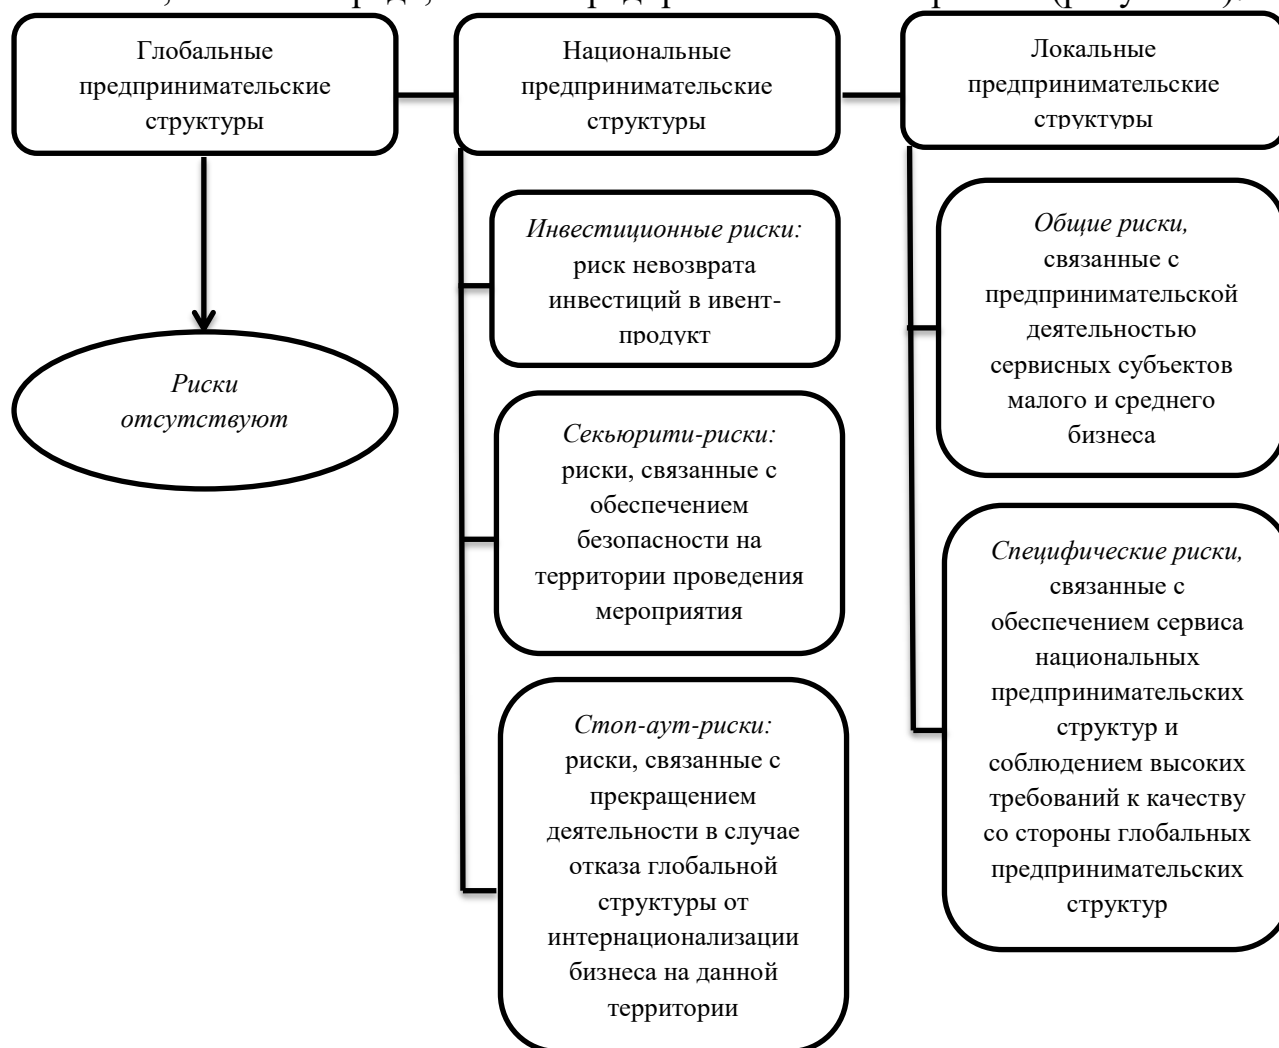 Глобальные
предпринимательские
структуры
Национальные
предпринимательские
структуры
Локальные
предпринимательские
структуры
Риски
отсутствуют
Инвестиционные риски:
риск невозврата
инвестиций в ивент-
продукт
Секьюрити-риски:
риски, связанные с
обеспечением
безопасности на
территории проведения
мероприятия
Стоп-аут-риски:
риски, связанные с
прекращением
деятельности в случае
отказа глобальной
структуры от
интернационализации
бизнеса на данной
территории
Общие риски,
связанные с
предпринимательской
деятельностью
сервисных субъектов
малого и среднего
бизнеса
Специфические риски,
связанные с
обеспечением сервиса
национальных
предпринимательских
структур и
соблюдением высоких
требований к качеству
со стороны глобальных
предпринимательских
структур